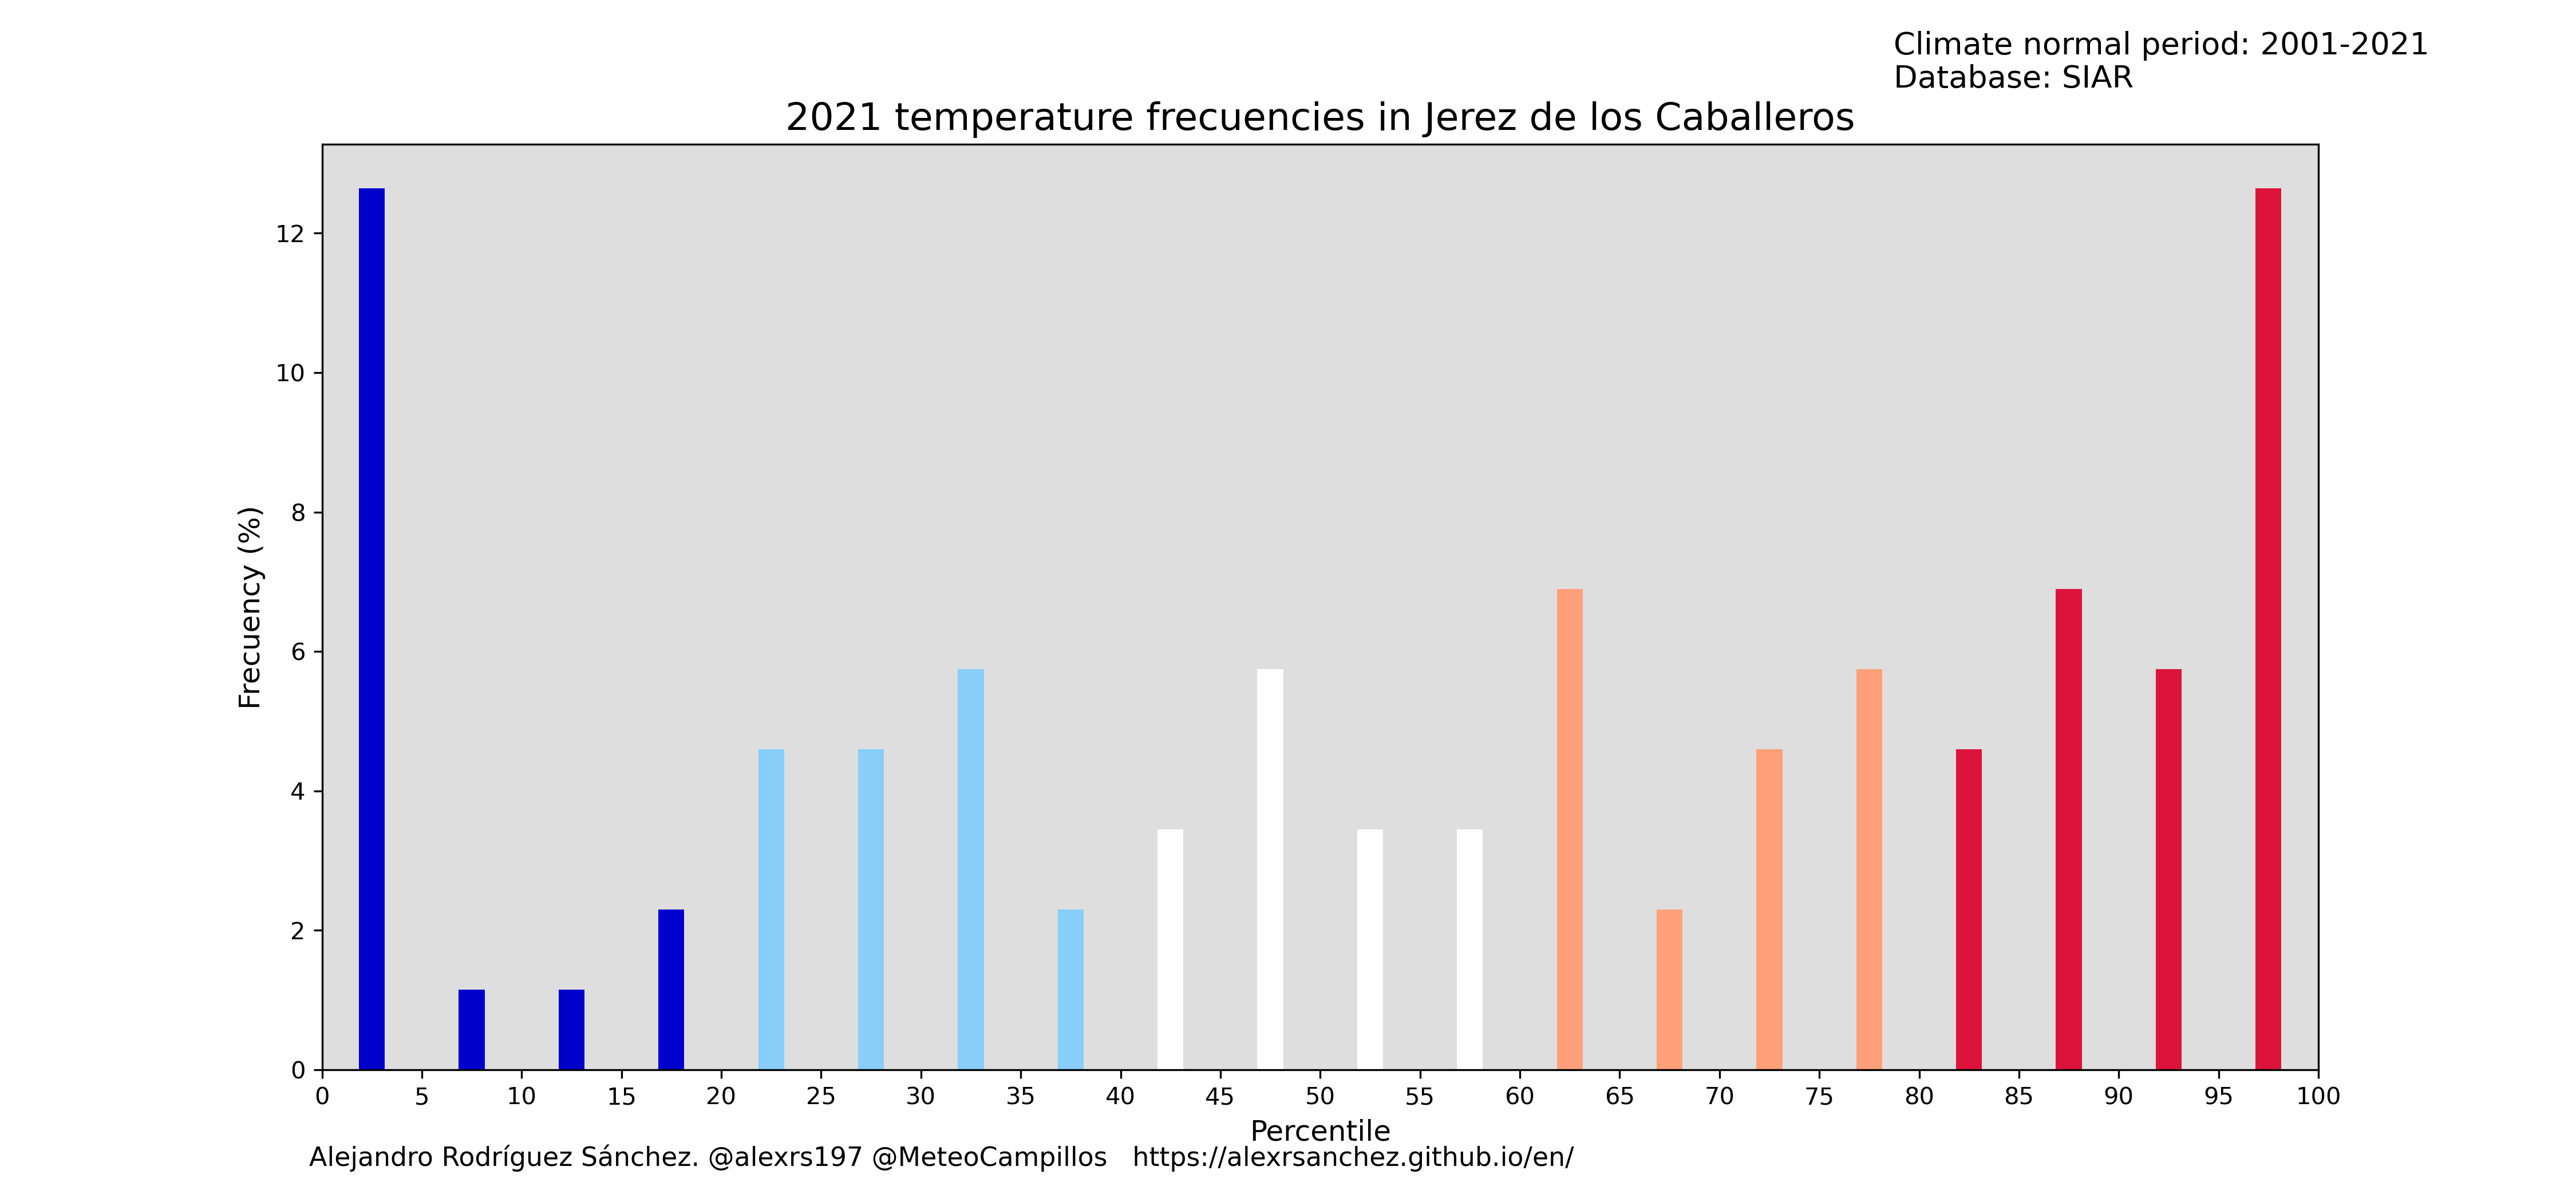 Climate normal period: 2001-2021
Database: SIAR
2021 temperature frecuencies in Jerez de los Caballeros
12
10
8
6
4
2
0
Frecuency (%)
0 5 10 15 20 25 30 35 40 45 50 55 60 65 70 75 80 85 90 95 100
Percentile
Alejandro Rodríguez Sánchez. @alexrs197 @MeteoCampillos https://alexrsanchez.github.io/en/